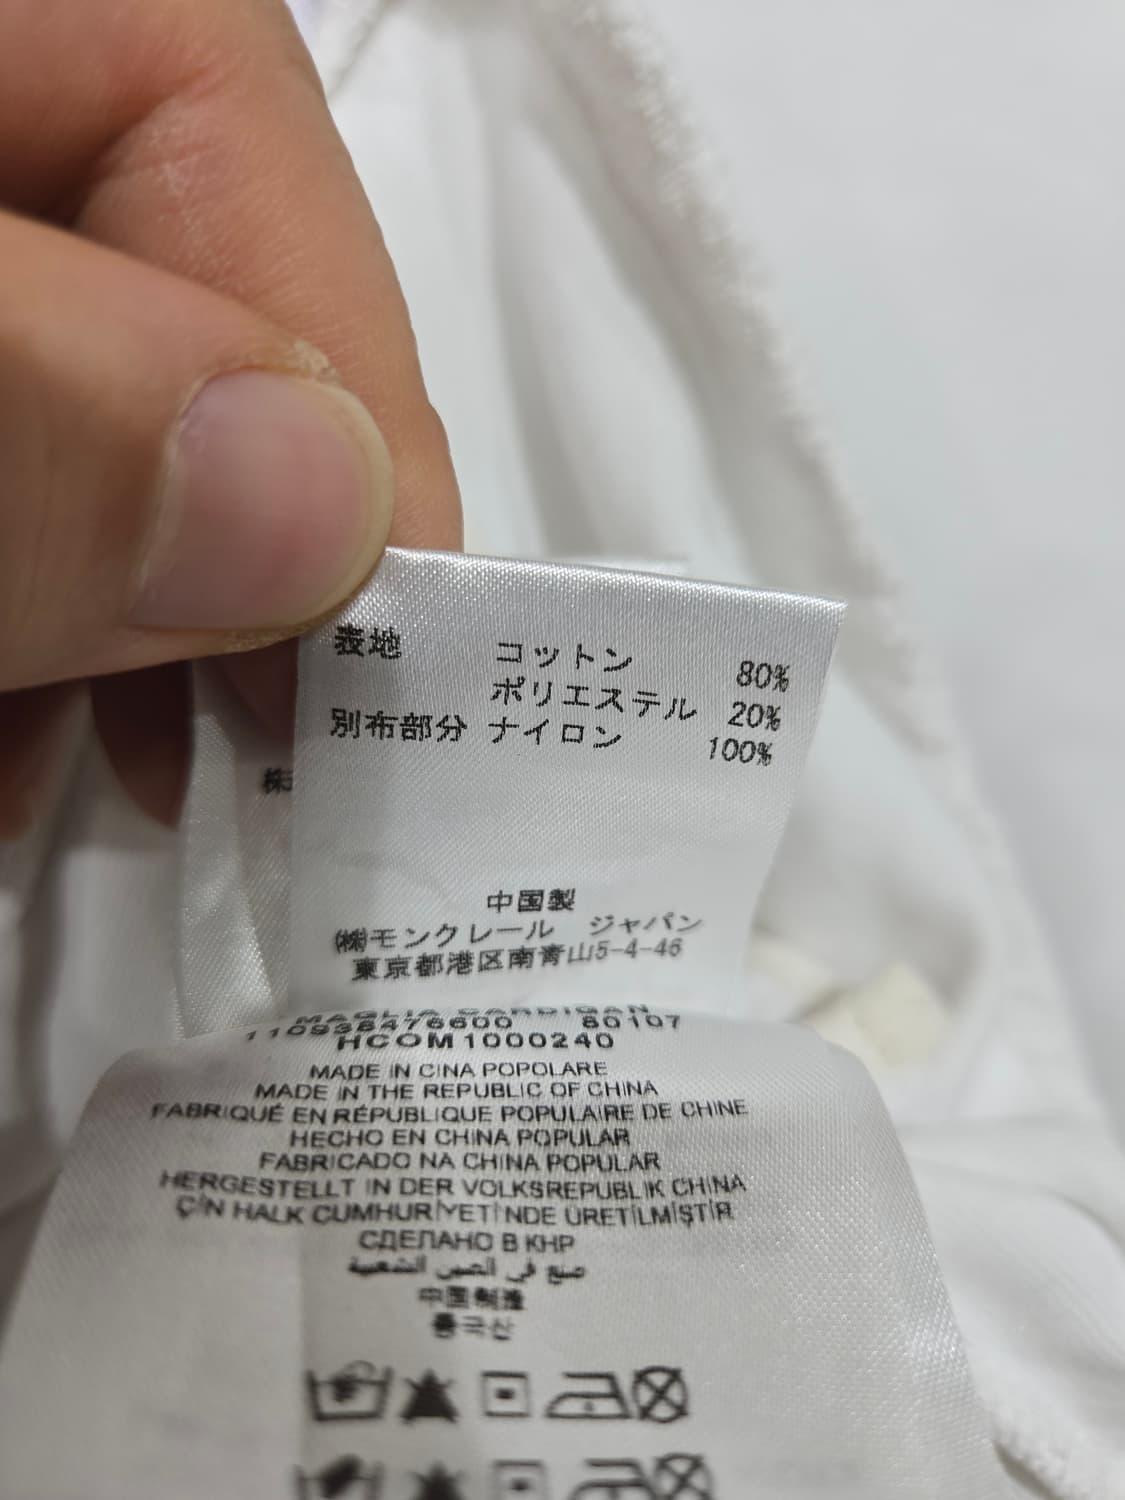 表地 コットン 80%
ポリエステル 20%
別布部分 ナイロン 100%
株
中国製
㈱モンクレール ジャパン
東京都港区南青山5-4-46
MAGLIA CARDIGAN
110938476600 80107
HCOM1000240
MADE IN CINA POPOLARE
MADE IN THE REPUBLIC OF CHINA
FABRIQUÉ EN RÉPUBLIQUE POPULAIRE DE CHINE
HECHO EN CHINA POPULAR
FABRICADO NA CHINA POPULAR
HERGESTELLT IN DER VOLKSREPUBLIK CHINA
ÇİN HALK CUMHURİYETİNDE ÜRETİLMİŞTİR
СДЕЛАНО В КНР
صنع في الصين الشعبية
中国制造
중국산